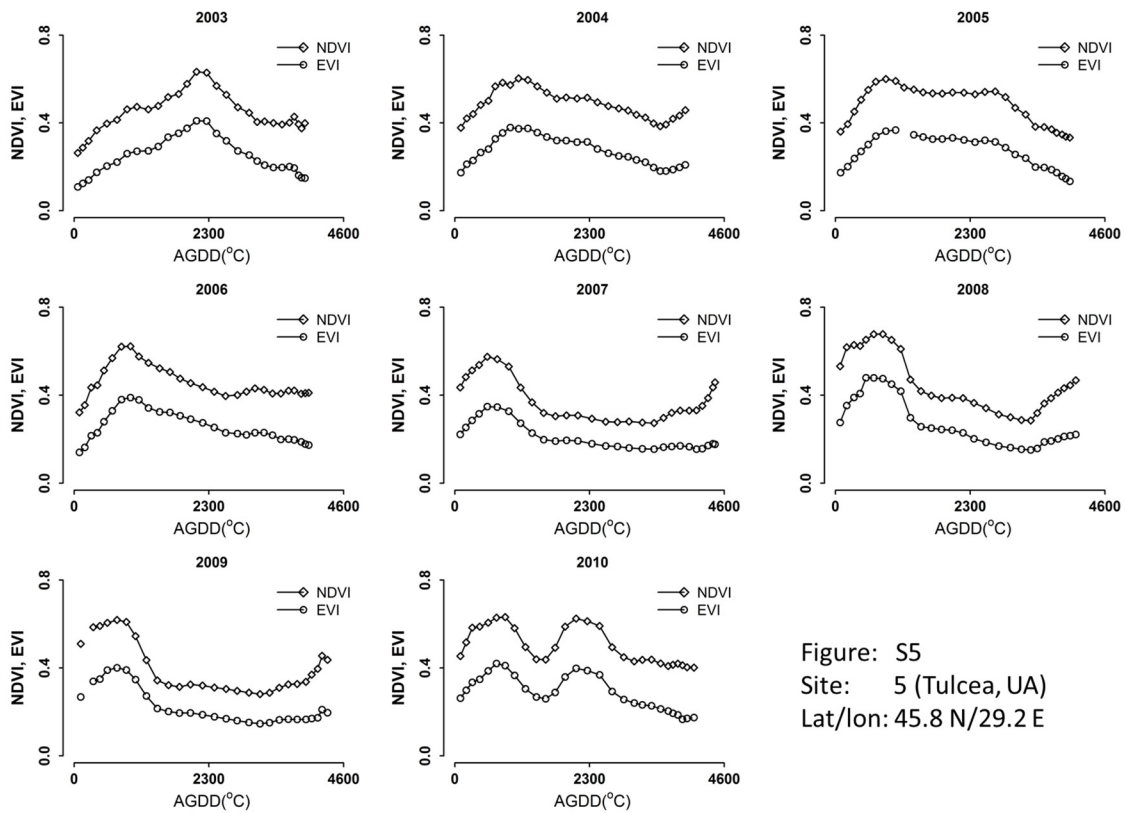 2003
NDVI, EVI
0.0 0.4 0.8
NDVI
EVI
0 2300 4600
AGDD(°C)
2004
NDVI, EVI
0.0 0.4 0.8
NDVI
EVI
0 2300 4600
AGDD(°C)
2005
NDVI, EVI
0.0 0.4 0.8
NDVI
EVI
0 2300 4600
AGDD(°C)
2006
NDVI, EVI
0.0 0.4 0.8
NDVI
EVI
0 2300 4600
AGDD(°C)
2007
NDVI, EVI
0.0 0.4 0.8
NDVI
EVI
0 2300 4600
AGDD(°C)
2008
NDVI, EVI
0.0 0.4 0.8
NDVI
EVI
0 2300 4600
AGDD(°C)
2009
NDVI, EVI
0.0 0.4 0.8
NDVI
EVI
0 2300 4600
AGDD(°C)
2010
NDVI, EVI
0.0 0.4 0.8
NDVI
EVI
0 2300 4600
AGDD(°C)
Figure: S5
Site: 5 (Tulcea, UA)
Lat/lon: 45.8 N/29.2 E